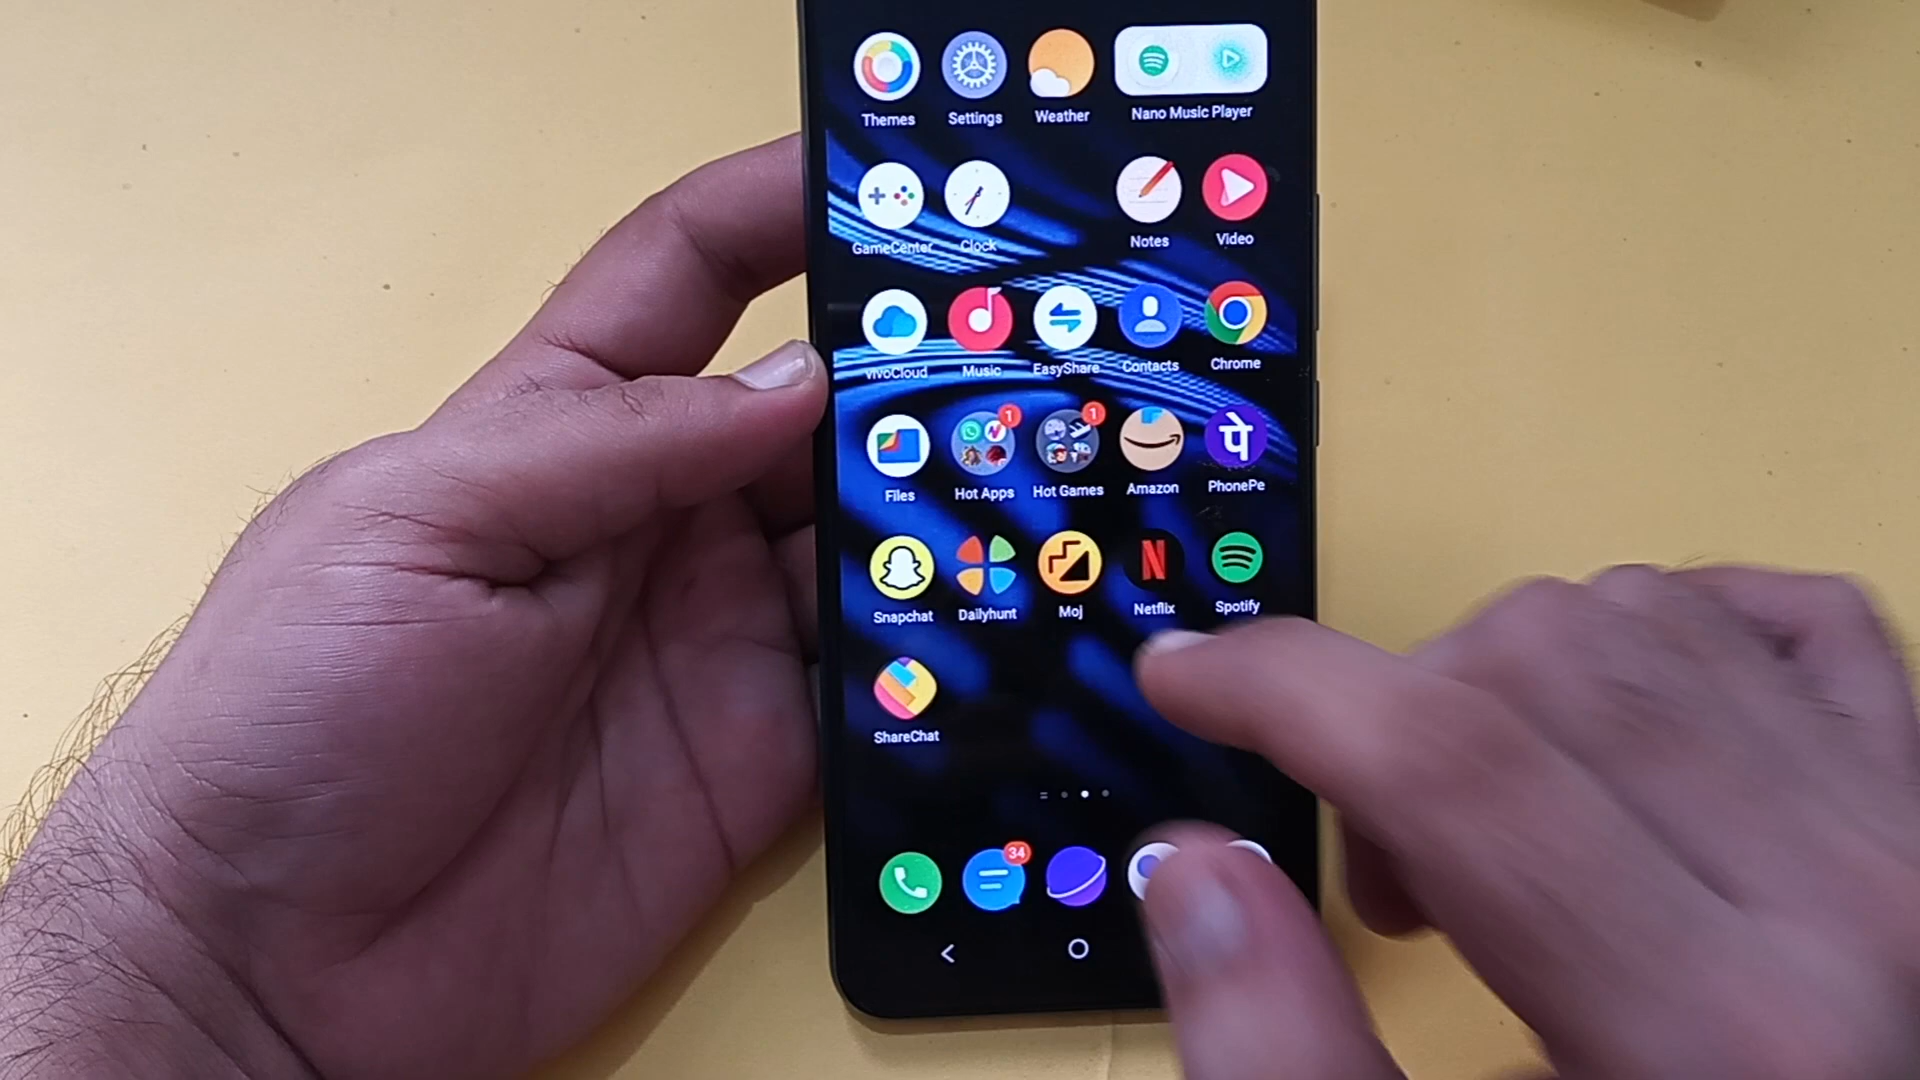 Themes Settings Weather Nano Music Player
GameCenter Clock Notes Video
vivoCloud Music EasyShare Contacts Chrome
1 1
पे
Files Hot Apps Hot Games Amazon PhonePe
N
Snapchat Dailyhunt Moj Netflix Spotify
ShareChat
34